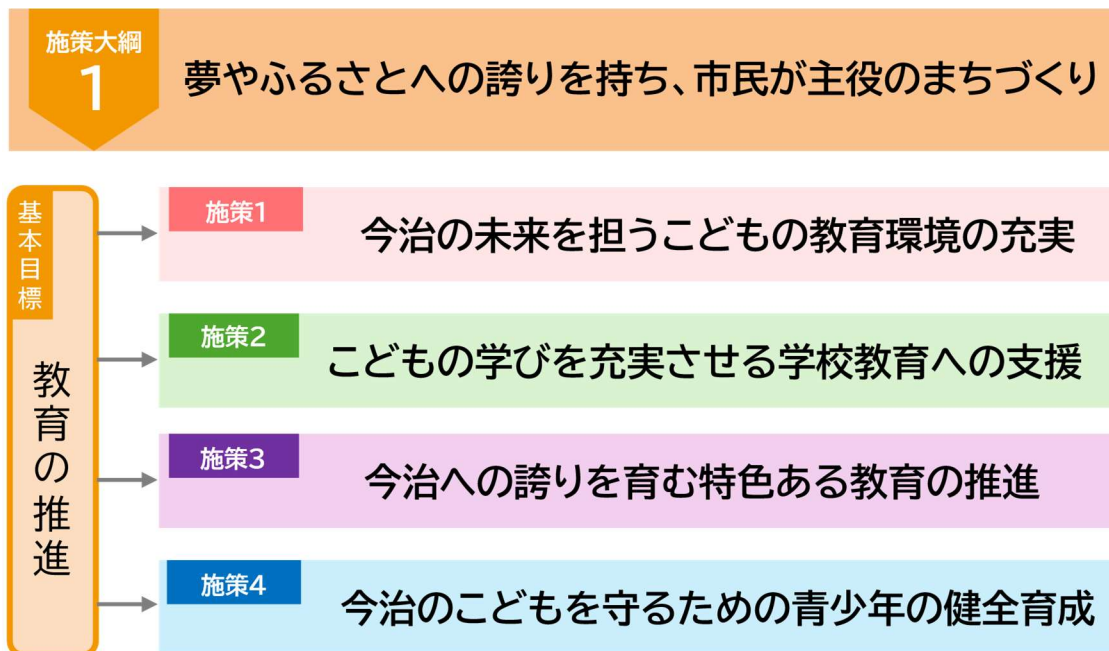 施策大綱
1
夢やふるさとへの誇りを持ち、市民が主役のまちづくり
基本目標
教育の推進
施策1
今治の未来を担うこどもの教育環境の充実
施策2
こどもの学びを充実させる学校教育への支援
施策3
今治への誇りを育む特色ある教育の推進
施策4
今治のこどもを守るための青少年の健全育成